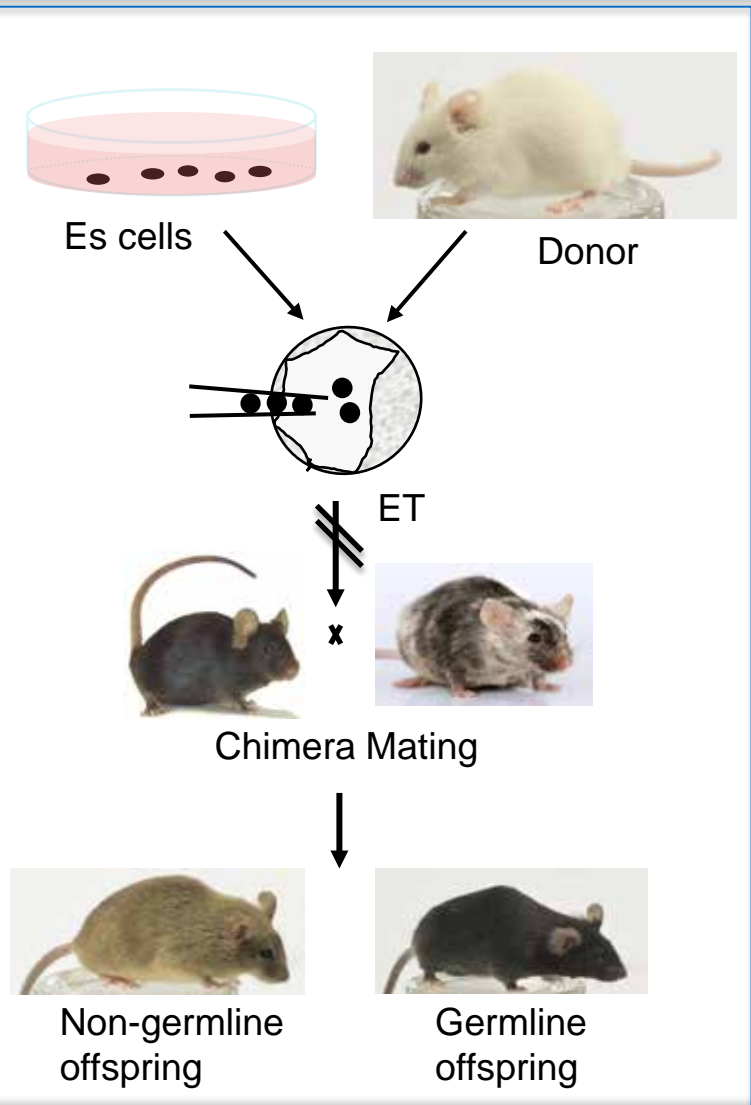 Es cells
Donor
ET
x
Chimera Mating
Non-germline
offspring
Germline
offspring